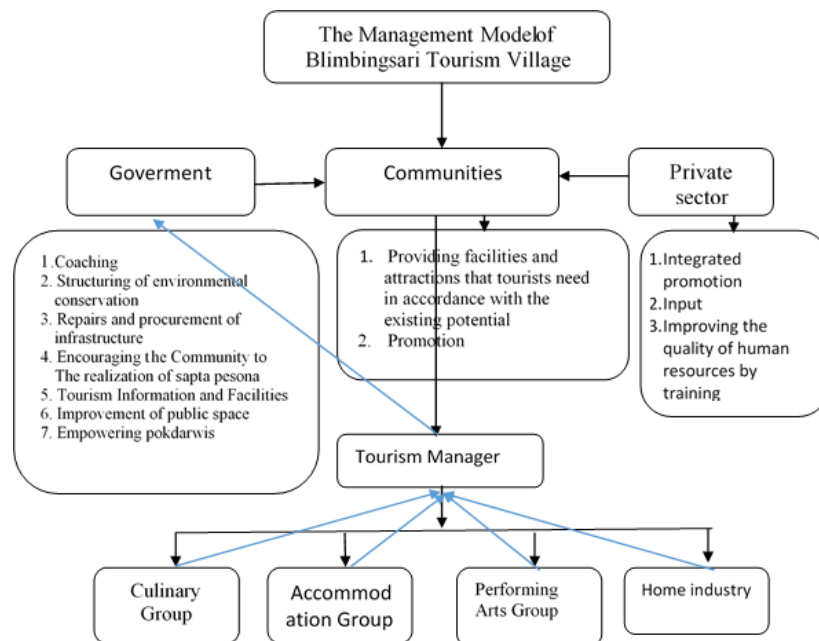 The Management Modelof
Blimbingsari Tourism Village
Goverment
Communities
Private
sector
1.Coaching
2. Structuring of environmental
conservation
3. Repairs and procurement of
infrastructure
4. Encouraging the Community to
The realization of sapta pesona
5. Tourism Information and Facilities
6. Improvement of public space
7. Empowering pokdarwis
1. Providing facilities and
attractions that tourists need
in accordance with the
existing potential
2. Promotion
1.Integrated
promotion
2.Input
3.Improving the
quality of human
resources by
training
Tourism Manager
Culinary
Group
Accommod
ation Group
Performing
Arts Group
Home industry